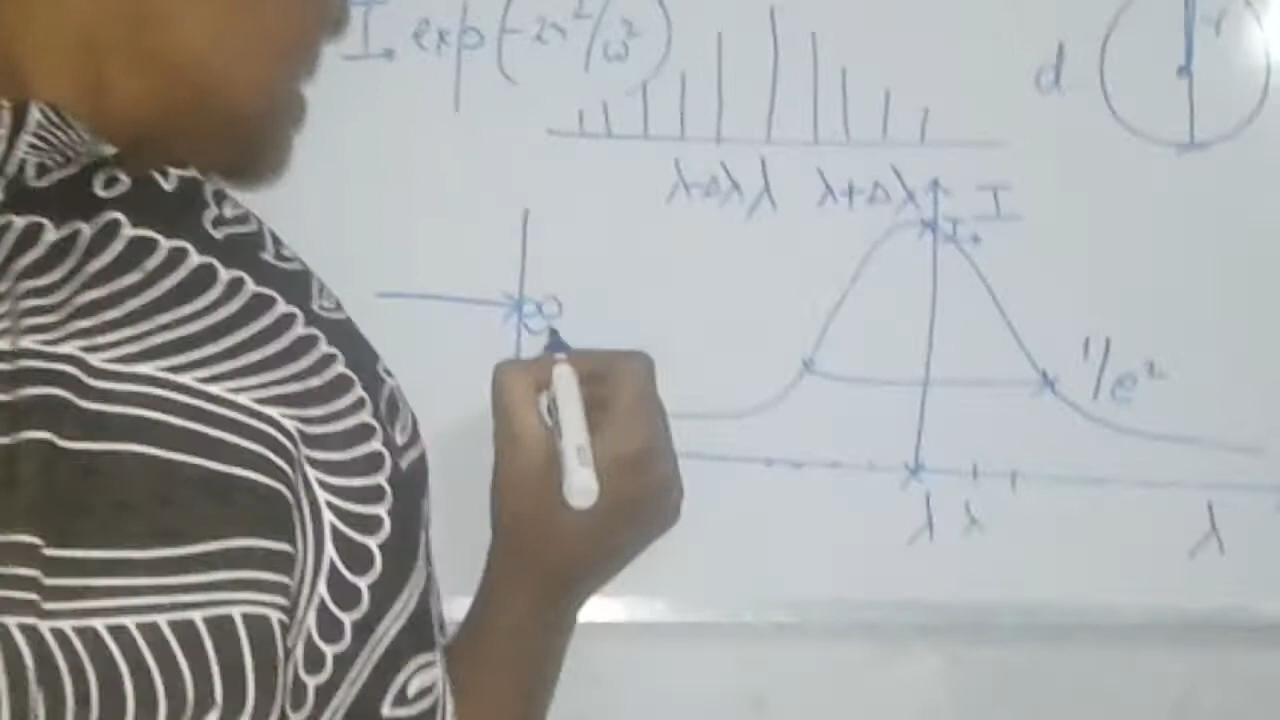 I exp(-2r²/ω²)
d r
λ-Δλ λ λ+Δλ
I
I₀
∞
1/e²
λ λ λ